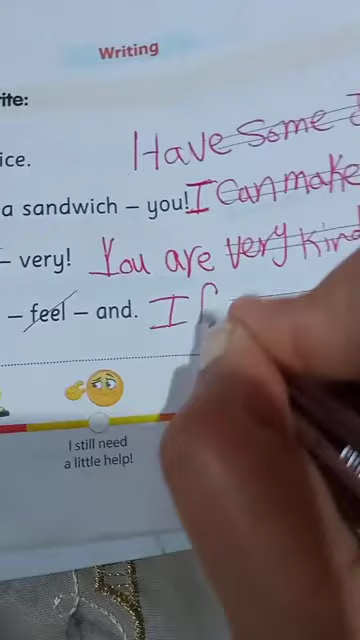 Writing
ite:
ice. Have Some
a sandwich – you! I Can make
– very! You are very kind
– feel – and. I f
I still need
a little help!